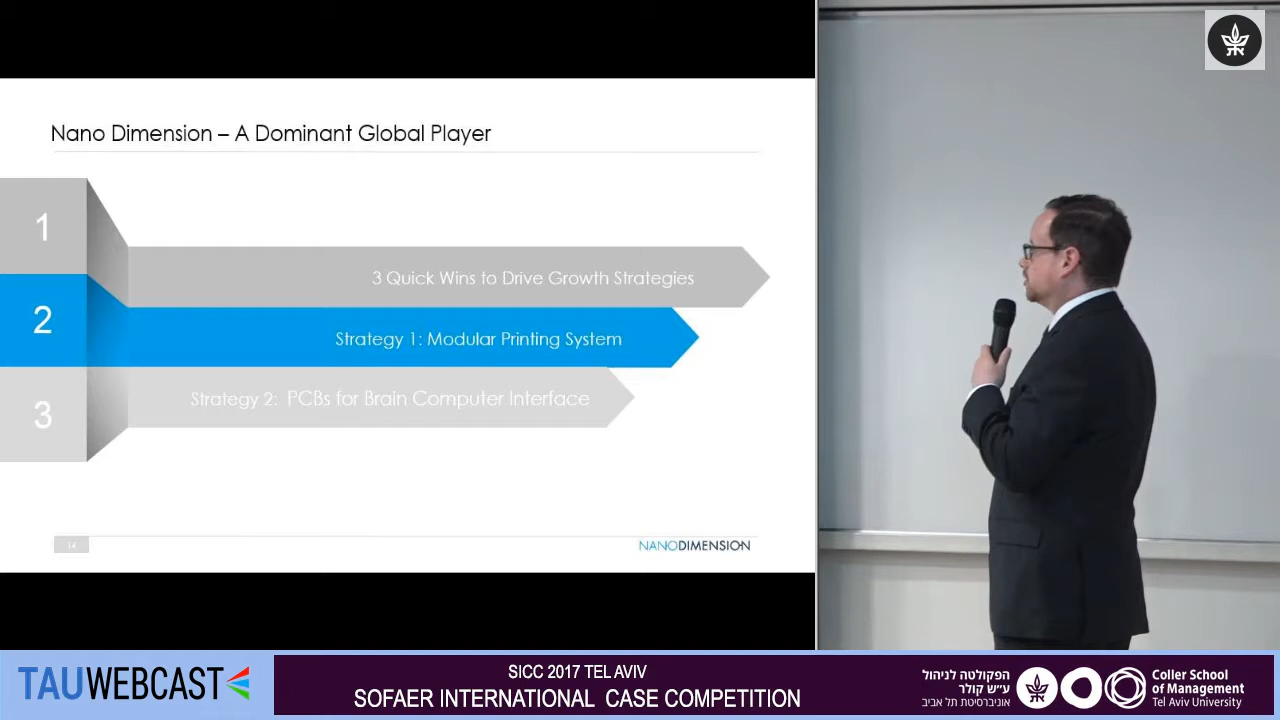 Nano Dimension – A Dominant Global Player
1
3 Quick Wins to Drive Growth Strategies
2
Strategy 1: Modular Printing System
3
Strategy 2: PCBs for Brain Computer Interface
14
NANODIMENSION
TAUWEBCAST
SICC 2017 TEL AVIV
SOFAER INTERNATIONAL CASE COMPETITION
הפקולטה לניהול
ע״ש קולר
אוניברסיטת תל אביב
Coller School
of Management
Tel Aviv University